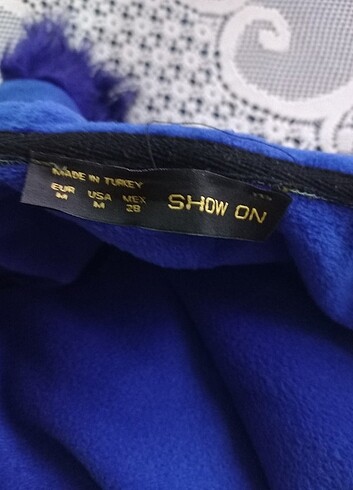 MADE IN TURKEY
EUR USA MEX SHOW ON
M M 28